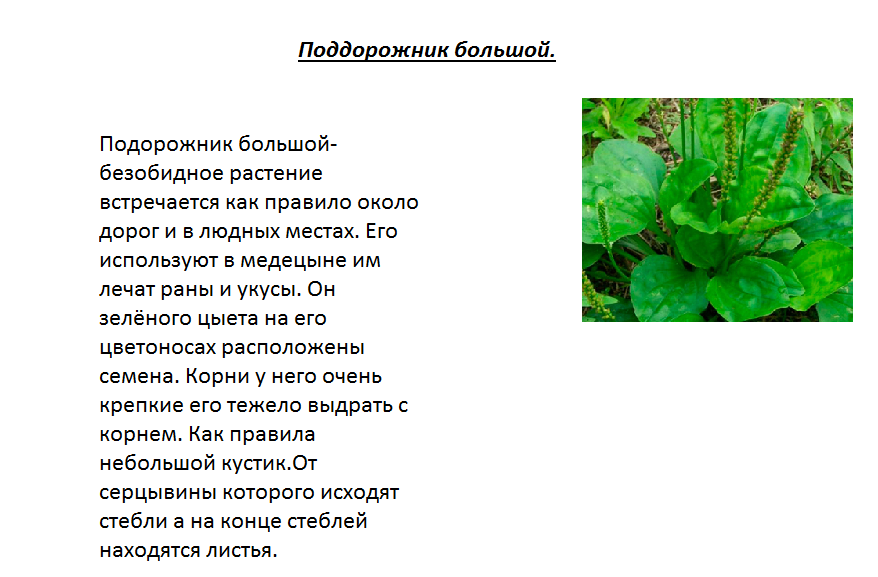 Поддорожник большой.
Подорожник большой-
безобидное растение
встречается как правило около
дорог и в людных местах. Его
используют в медецыне им
лечат раны и укусы. Он
зелёного цыета на его
цветоносах расположены
семена. Корни у него очень
крепкие его тежело выдрать с
корнем. Как правила
небольшой кустик.От
серцывины которого исходят
стебли а на конце стеблей
находятся листья.